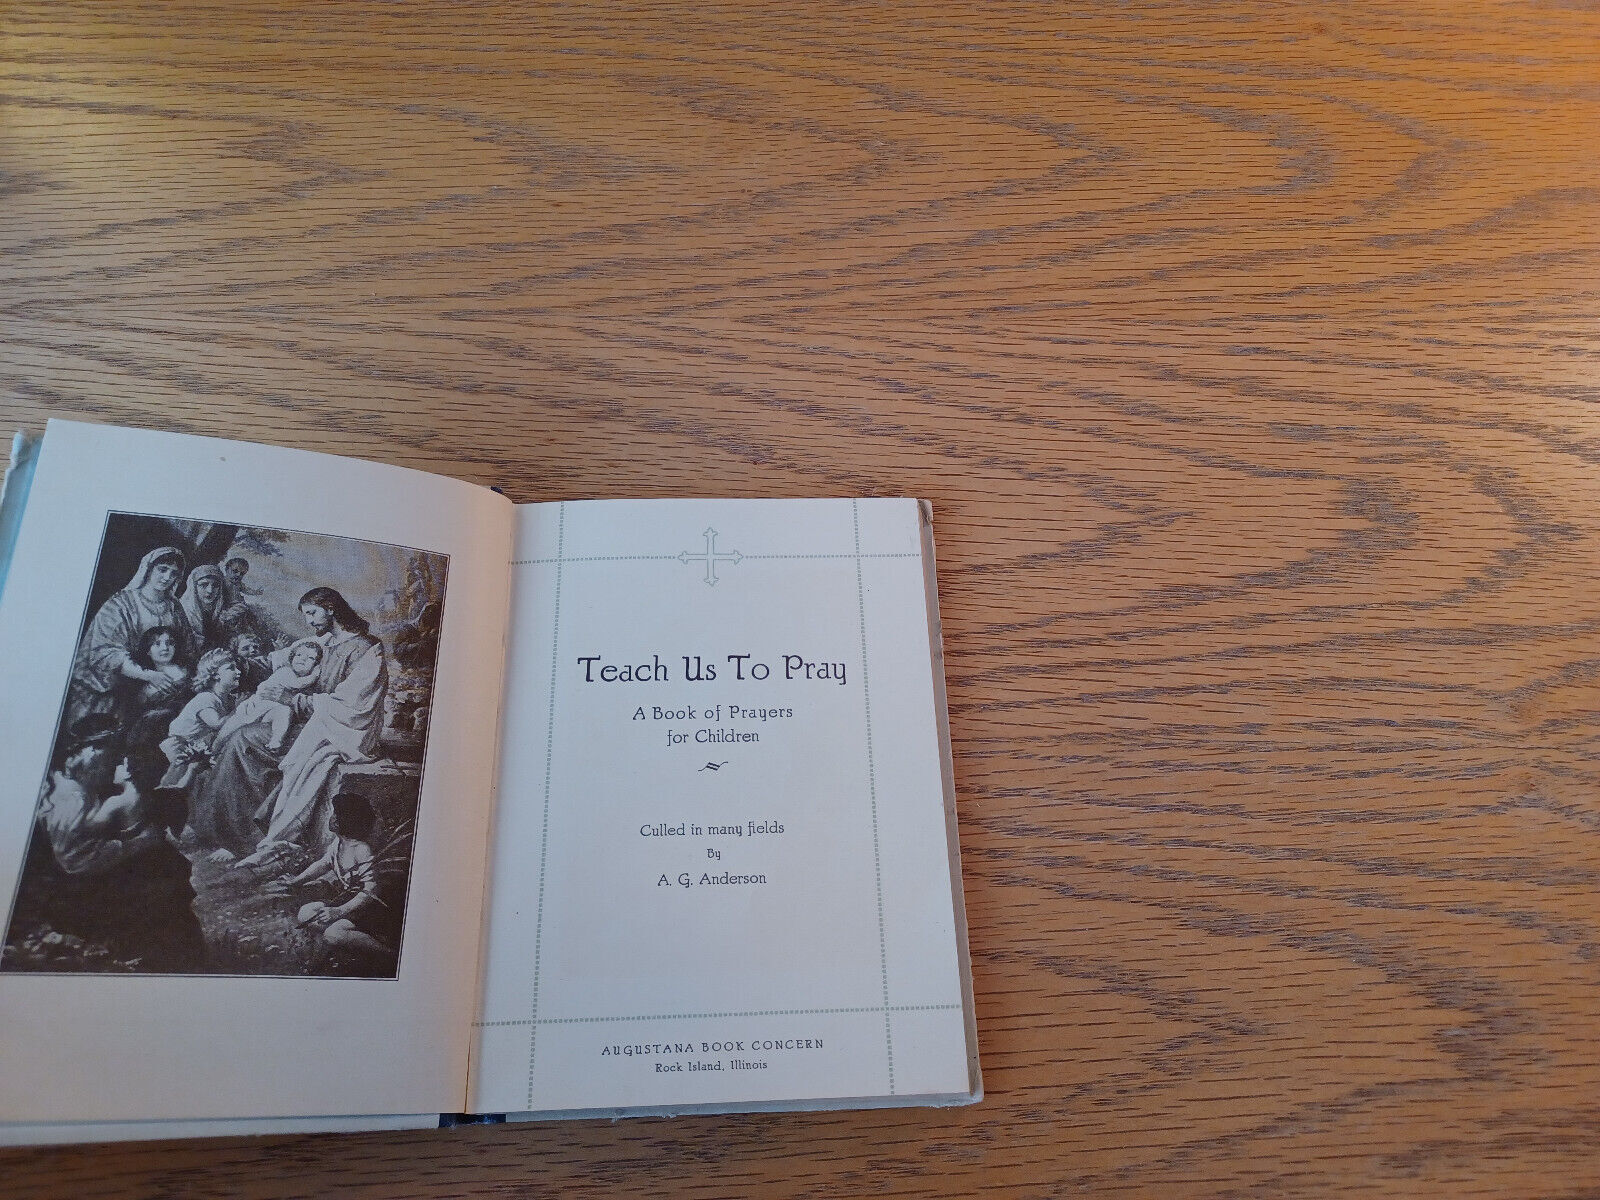 Teach Us To Pray
A Book of Prayers
for Children
Culled in many fields
By
A. G. Anderson
AUGUSTANA BOOK CONCERN
Rock Island, Illinois